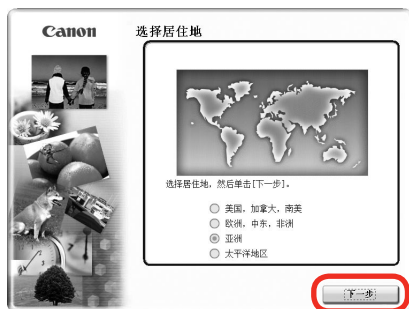 Canon
选择居住地
选择居住地，然后单击[下一步]。
美国，加拿大，南美
欧洲，中东，非洲
亚洲
太平洋地区
下一步